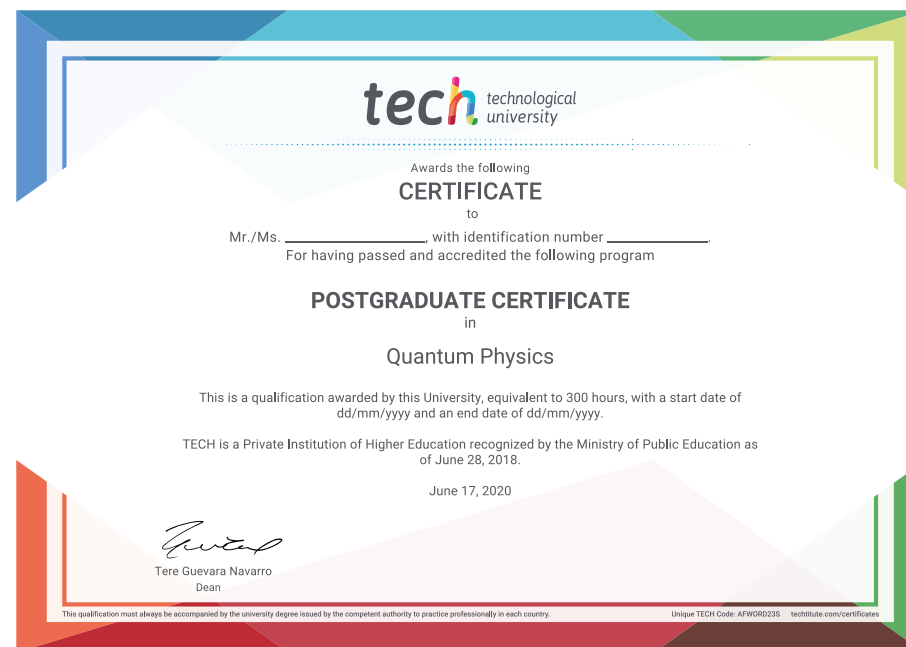 tech technological
university
Awards the following
CERTIFICATE
to
Mr./Ms. ____________, with identification number ____________.
For having passed and accredited the following program
POSTGRADUATE CERTIFICATE
in
Quantum Physics
This is a qualification awarded by this University, equivalent to 300 hours, with a start date of
dd/mm/yyyy and an end date of dd/mm/yyyy.
TECH is a Private Institution of Higher Education recognized by the Ministry of Public Education as
of June 28, 2018.
June 17, 2020
Tere Guevara Navarro
Dean
This qualification must always be accompanied by the university degree issued by the competent authority to practice professionally in each country.
Unique TECH Code: AFWORD23S techtitute.com/certificates